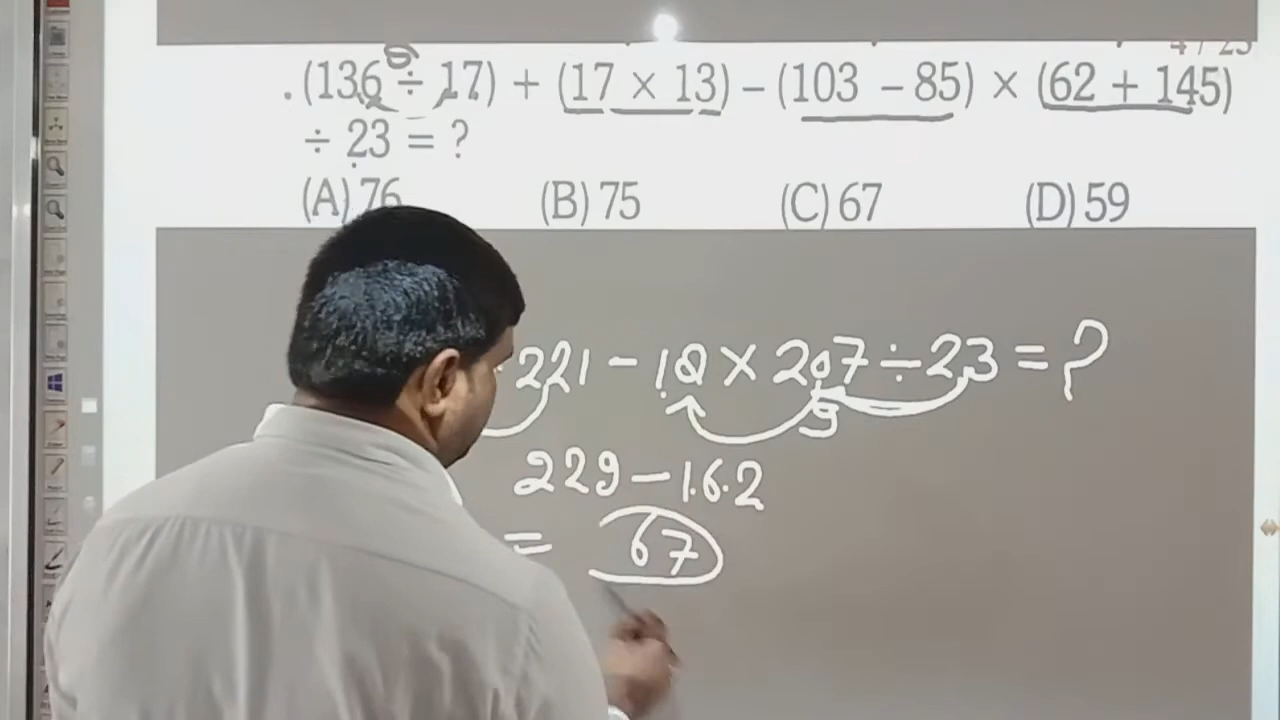 . (136 ÷ 17) + (17 × 13) – (103 – 85) × (62 + 145)
÷ 23 = ?
(A) 76 (B) 75 (C) 67 (D) 59
221 – 18 × 207 ÷ 23 = ?
9
229 – 162
= 67